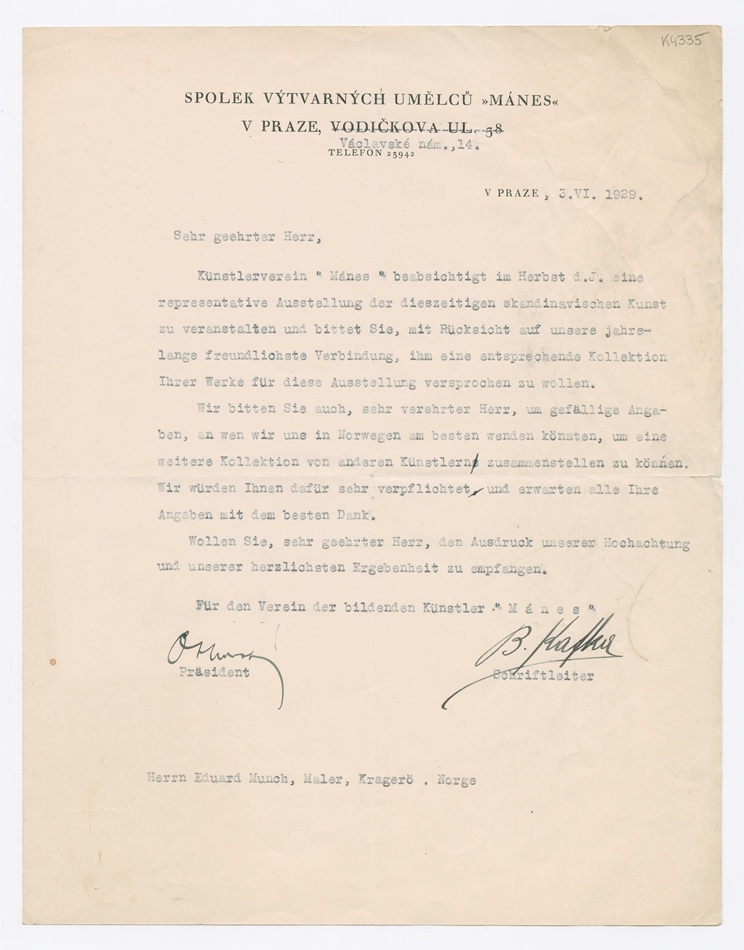 K4335
SPOLEK VÝTVARNÝCH UMĚLCŮ »MÁNES«
V PRAZE, VODIČKOVA UL. 38
Václavské nám.,14.
TELEFON 23942
V PRAZE, 3.VI. 1929.
Sehr geehrter Herr,
Künstlerverein " Mánes " beabsichtigt im Herbst d.J. eine
representative Ausstellung der dieszeitigen skandinavischen Kunst
zu veranstalten und bittet Sie, mit Rücksicht auf unsere jahre-
lange freundlichste Verbindung, ihm eine entsprechende Kollektion
Ihrer Werke für diese Ausstellung versprochen zu wollen.
Wir bitten Sie auch, sehr verehrter Herr, um gefällige Anga-
ben, an wen wir uns in Norwegen am besten wenden könnten, um eine
weitere Kollektion von anderen Künstlern zusammenstellen zu können.
Wir würden Ihnen dafür sehr verpflichtet, und erwarten alle Ihre
Angaben mit dem besten Dank.
Wollen Sie, sehr geehrter Herr, den Ausdruck unserer Hochachtung
und unserer herzlichsten Ergebenheit zu empfangen.
Für den Verein der bildenden Künstler " M á n e s "
B. Kafka
Präsident Schriftleiter
Herrn Eduard Munch, Maler, Kragerö . Norge